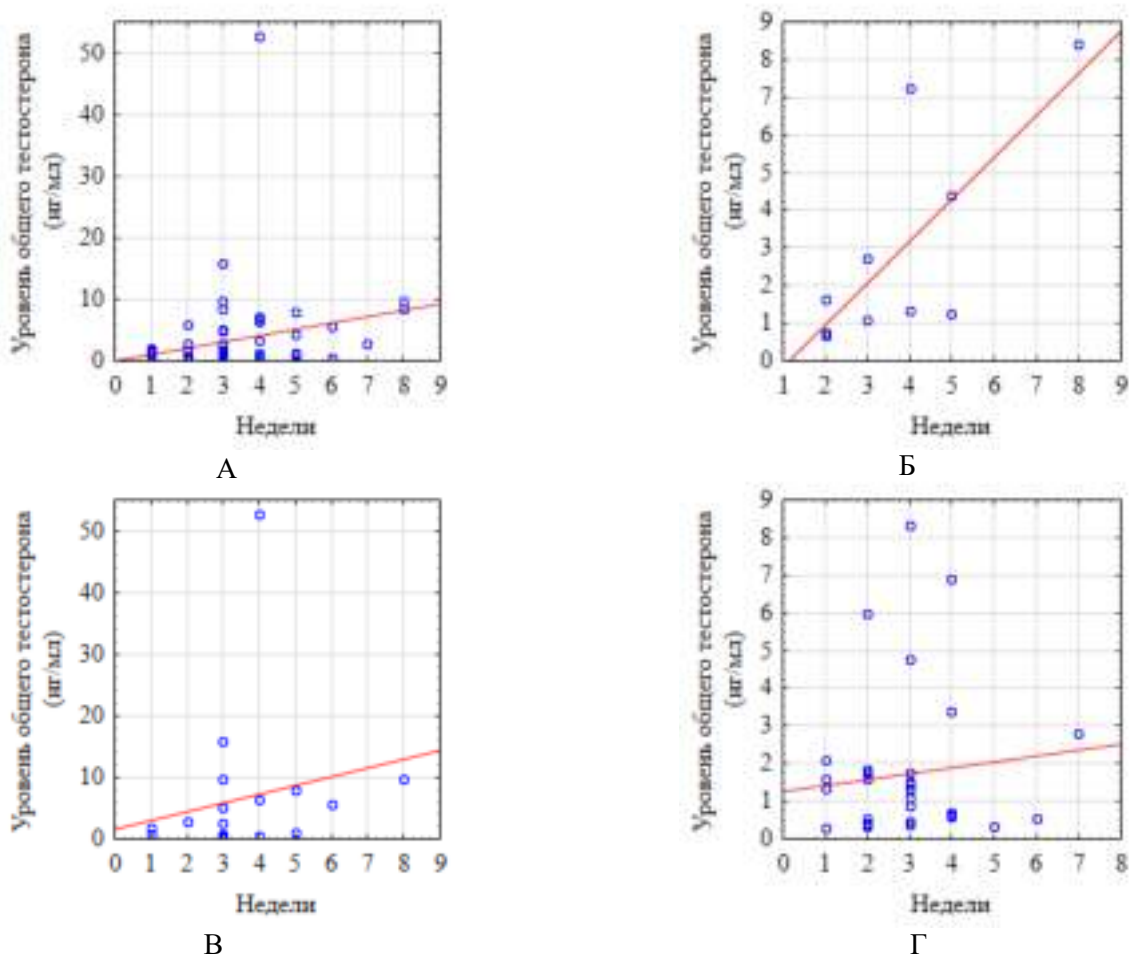 Уровень общего тестостерона
(нг/мл)
50
40
30
20
10
0
0 1 2 3 4 5 6 7 8 9
Недели
А
Уровень общего тестостерона
(нг/мл)
9
8
7
6
5
4
3
2
1
0
1 2 3 4 5 6 7 8 9
Недели
Б
Уровень общего тестостерона
(нг/мл)
50
40
30
20
10
0
0 1 2 3 4 5 6 7 8 9
Недели
В
Уровень общего тестостерона
(нг/мл)
9
8
7
6
5
4
3
2
1
0
0 1 2 3 4 5 6 7 8
Недели
Г